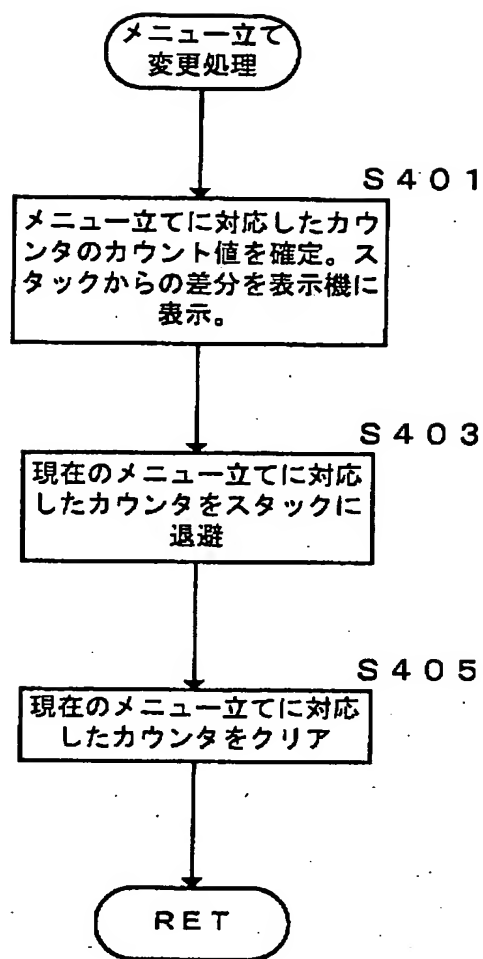 メニュー立て
変更処理
S401
メニュー立てに対応したカウ
ンタのカウント値を確定。ス
タックからの差分を表示機に
表示。
S403
現在のメニュー立てに対応
したカウンタをスタックに
退避
S405
現在のメニュー立てに対応
したカウンタをクリア
RET